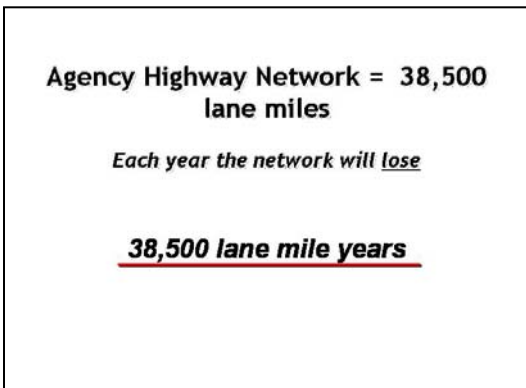 Agency Highway Network = 38,500
lane miles
Each year the network will lose
38,500 lane mile years